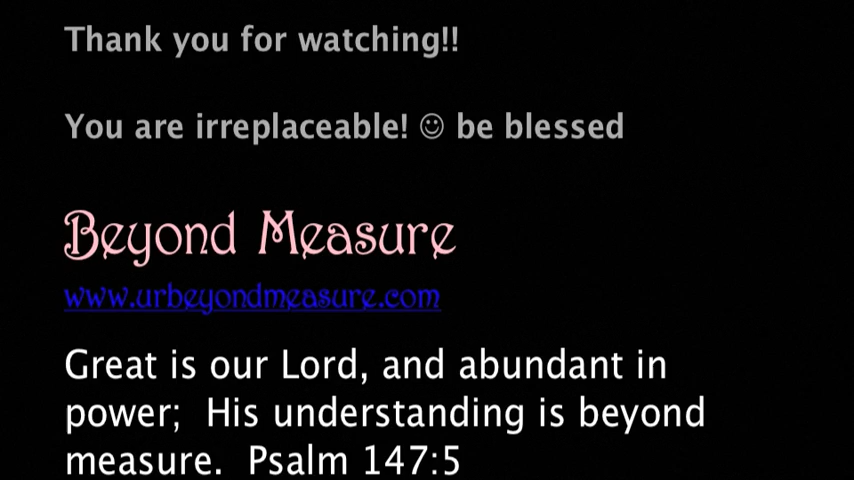 Thank you for watching!!
You are irreplaceable! ☺ be blessed
Beyond Measure
www.urbeyondmeasure.com
Great is our Lord, and abundant in
power;  His understanding is beyond
measure.  Psalm 147:5